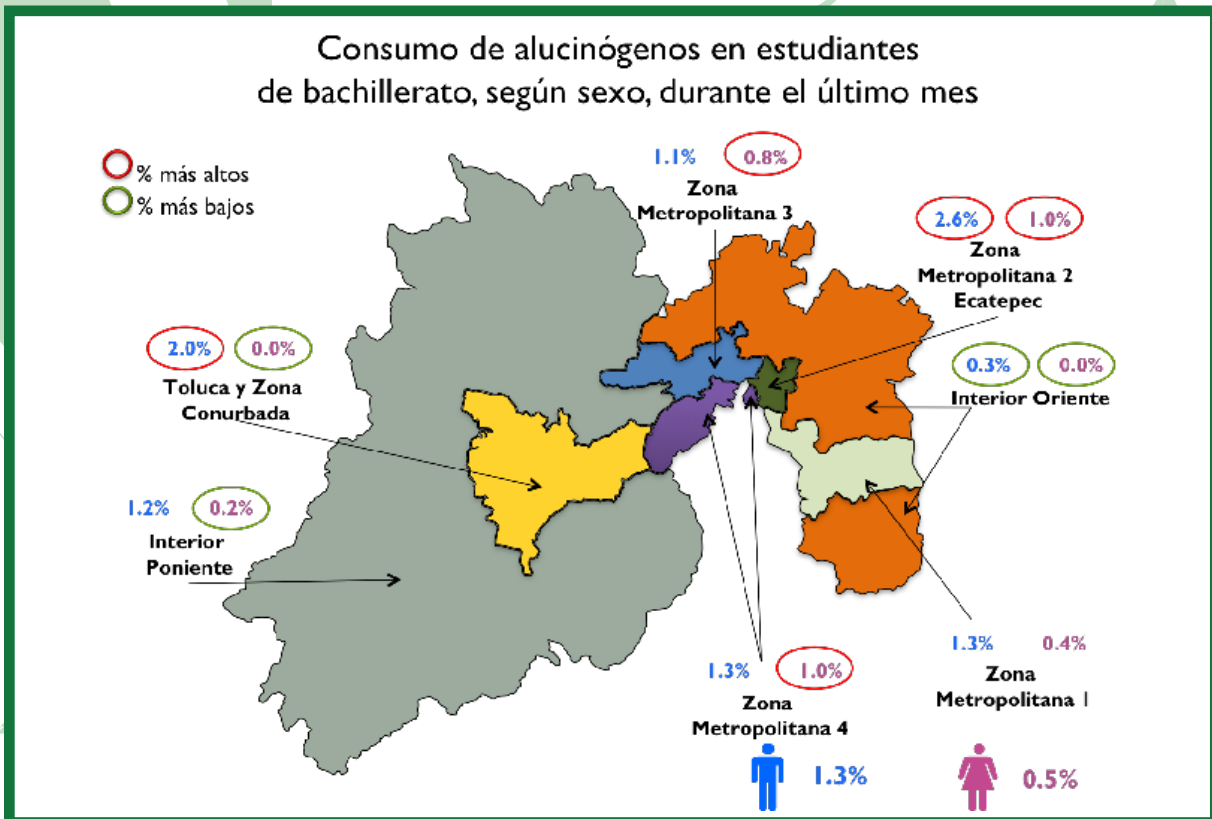 Consumo de alucinógenos en estudiantes
de bachillerato, según sexo, durante el último mes
% más altos
% más bajos
1.1% 0.8%
Zona
Metropolitana 3
2.6% 1.0%
Zona
Metropolitana 2
Ecatepec
2.0% 0.0%
Toluca y Zona
Conurbada
0.3% 0.0%
Interior Oriente
1.2% 0.2%
Interior
Poniente
1.3% 1.0%
Zona
Metropolitana 4
1.3% 0.4%
Zona
Metropolitana 1
1.3% 0.5%